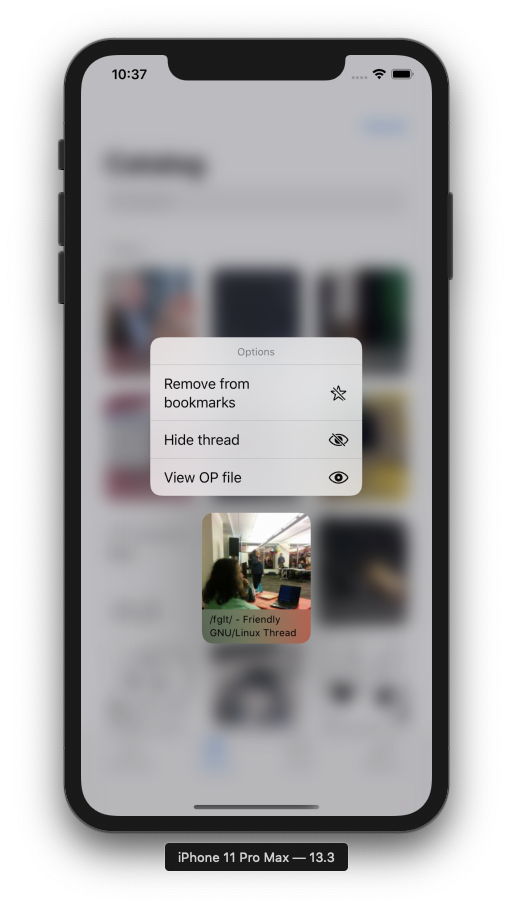 10:37
Catalog
Options
Remove from
bookmarks
Hide thread
View OP file
/fglt/ - Friendly
GNU/Linux Thread
iPhone 11 Pro Max — 13.3